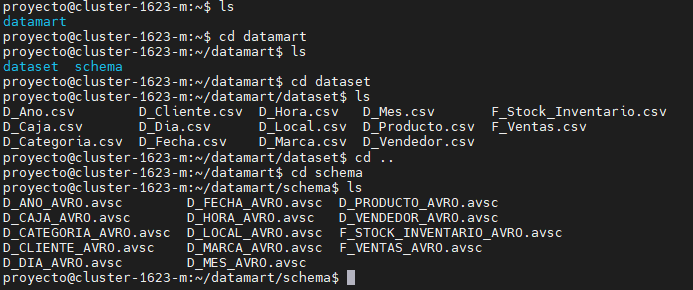 proyecto@cluster-1623-m:~$ ls
datamart
proyecto@cluster-1623-m:~$ cd datamart
proyecto@cluster-1623-m:~/datamart$ ls
dataset  schema
proyecto@cluster-1623-m:~/datamart$ cd dataset
proyecto@cluster-1623-m:~/datamart/dataset$ ls
D_Ano.csv        D_Cliente.csv  D_Hora.csv   D_Mes.csv       F_Stock_Inventario.csv
D_Caja.csv       D_Dia.csv      D_Local.csv  D_Producto.csv  F_Ventas.csv
D_Categoria.csv  D_Fecha.csv    D_Marca.csv  D_Vendedor.csv
proyecto@cluster-1623-m:~/datamart/dataset$ cd ..
proyecto@cluster-1623-m:~/datamart$ cd schema
proyecto@cluster-1623-m:~/datamart/schema$ ls
D_ANO_AVRO.avsc        D_FECHA_AVRO.avsc  D_PRODUCTO_AVRO.avsc
D_CAJA_AVRO.avsc       D_HORA_AVRO.avsc   D_VENDEDOR_AVRO.avsc
D_CATEGORIA_AVRO.avsc  D_LOCAL_AVRO.avsc  F_STOCK_INVENTARIO_AVRO.avsc
D_CLIENTE_AVRO.avsc    D_MARCA_AVRO.avsc  F_VENTAS_AVRO.avsc
D_DIA_AVRO.avsc        D_MES_AVRO.avsc
proyecto@cluster-1623-m:~/datamart/schema$